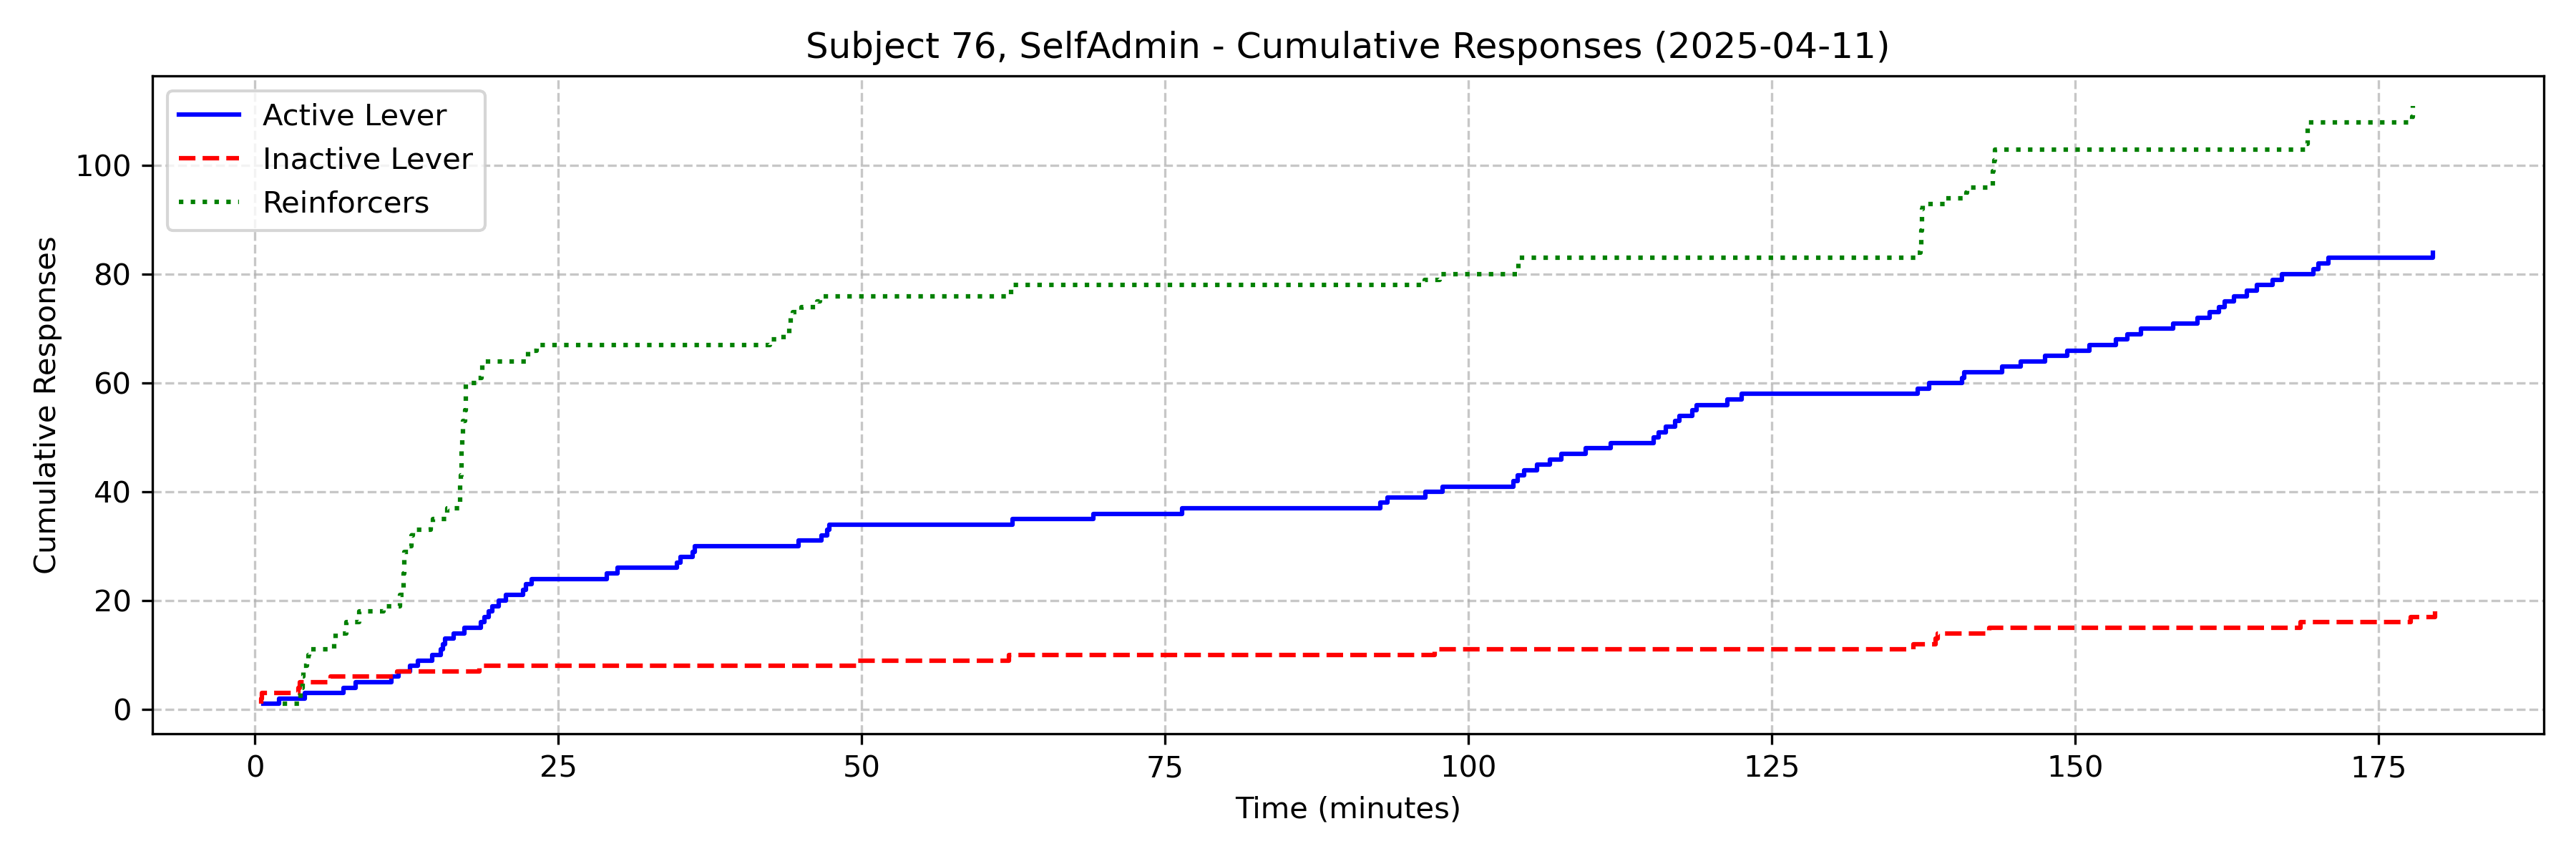 Subject 76, SelfAdmin - Cumulative Responses (2025-04-11)
Active Lever
Inactive Lever
Reinforcers
100
80
60
40
20
0
Cumulative Responses
0 25 50 75 100 125 150 175
Time (minutes)